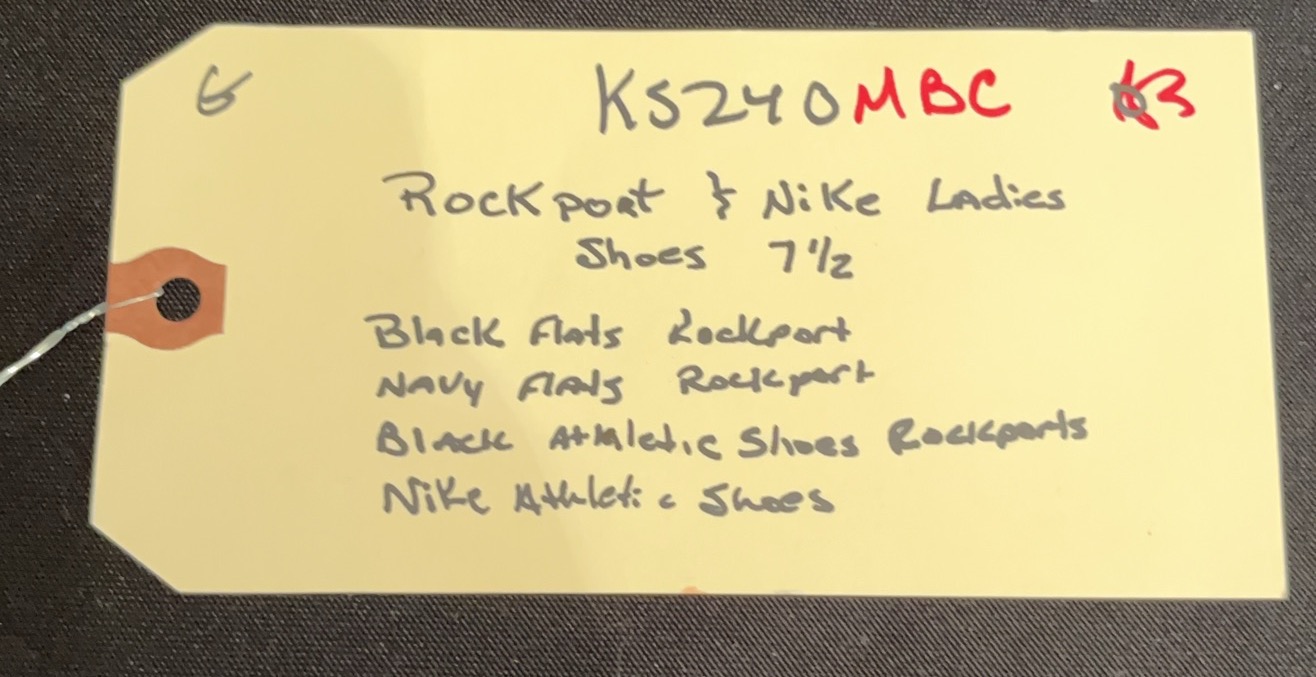 G KS240MBC
Rockport & Nike Ladies
Shoes 7 1/2
Black Flats Rockport
Navy Flats Rockport
Black Athletic Shoes Rockports
Nike Athletic Shoes